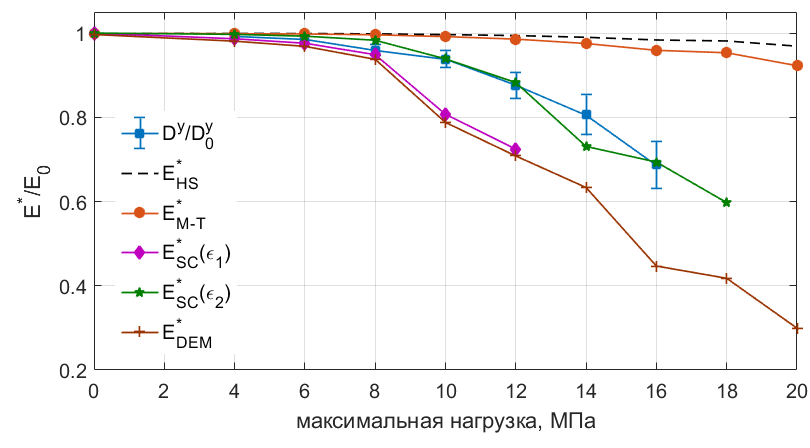 1
0.8
0.6
0.4
0.2
E*/E₀
Dʸ/D₀ʸ
E*HS
E*M-T
E*SC(ϵ₁)
E*SC(ϵ₂)
E*DEM
0 2 4 6 8 10 12 14 16 18 20
максимальная нагрузка, МПа